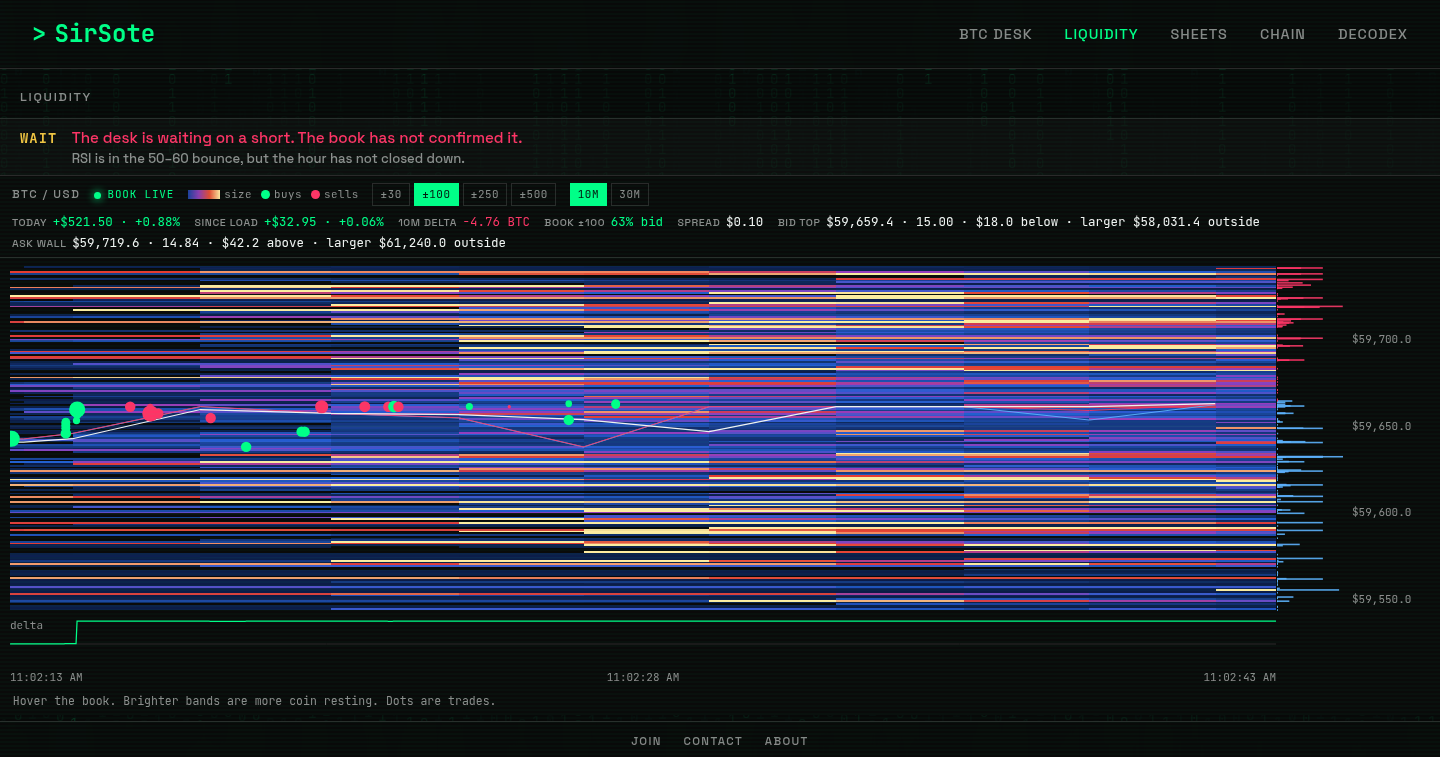 > SirSote
BTC DESK LIQUIDITY SHEETS CHAIN DECODEX
LIQUIDITY
WAIT The desk is waiting on a short. The book has not confirmed it.
RSI is in the 50–60 bounce, but the hour has not closed down.
BTC / USD BOOK LIVE size buys sells ±30 ±100 ±250 ±500 10M 30M
TODAY +$521.50 · +0.88% SINCE LOAD +$32.95 · +0.06% 10M DELTA -4.76 BTC BOOK ±100 63% bid SPREAD $0.10 BID TOP $59,659.4 · 15.00 · $18.0 below · larger $58,031.4 outside
ASK WALL $59,719.6 · 14.84 · $42.2 above · larger $61,240.0 outside
$59,700.0
$59,650.0
$59,600.0
$59,550.0
delta
11:02:13 AM 11:02:28 AM 11:02:43 AM
Hover the book. Brighter bands are more coin resting. Dots are trades.
JOIN CONTACT ABOUT